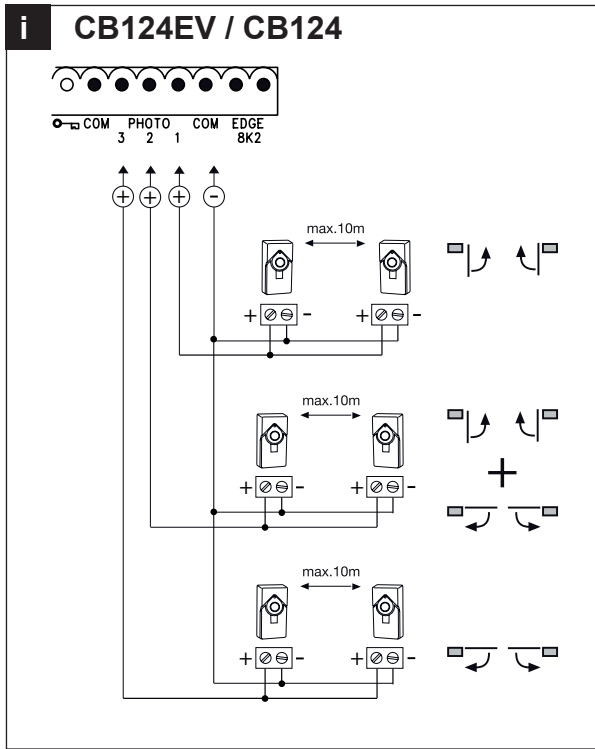 i CB124EV / CB124
COM PHOTO COM EDGE
3 2 1 8K2
+ + + -
max.10m
+ - + -
max.10m
+ - + -
+
max.10m
+ - + -